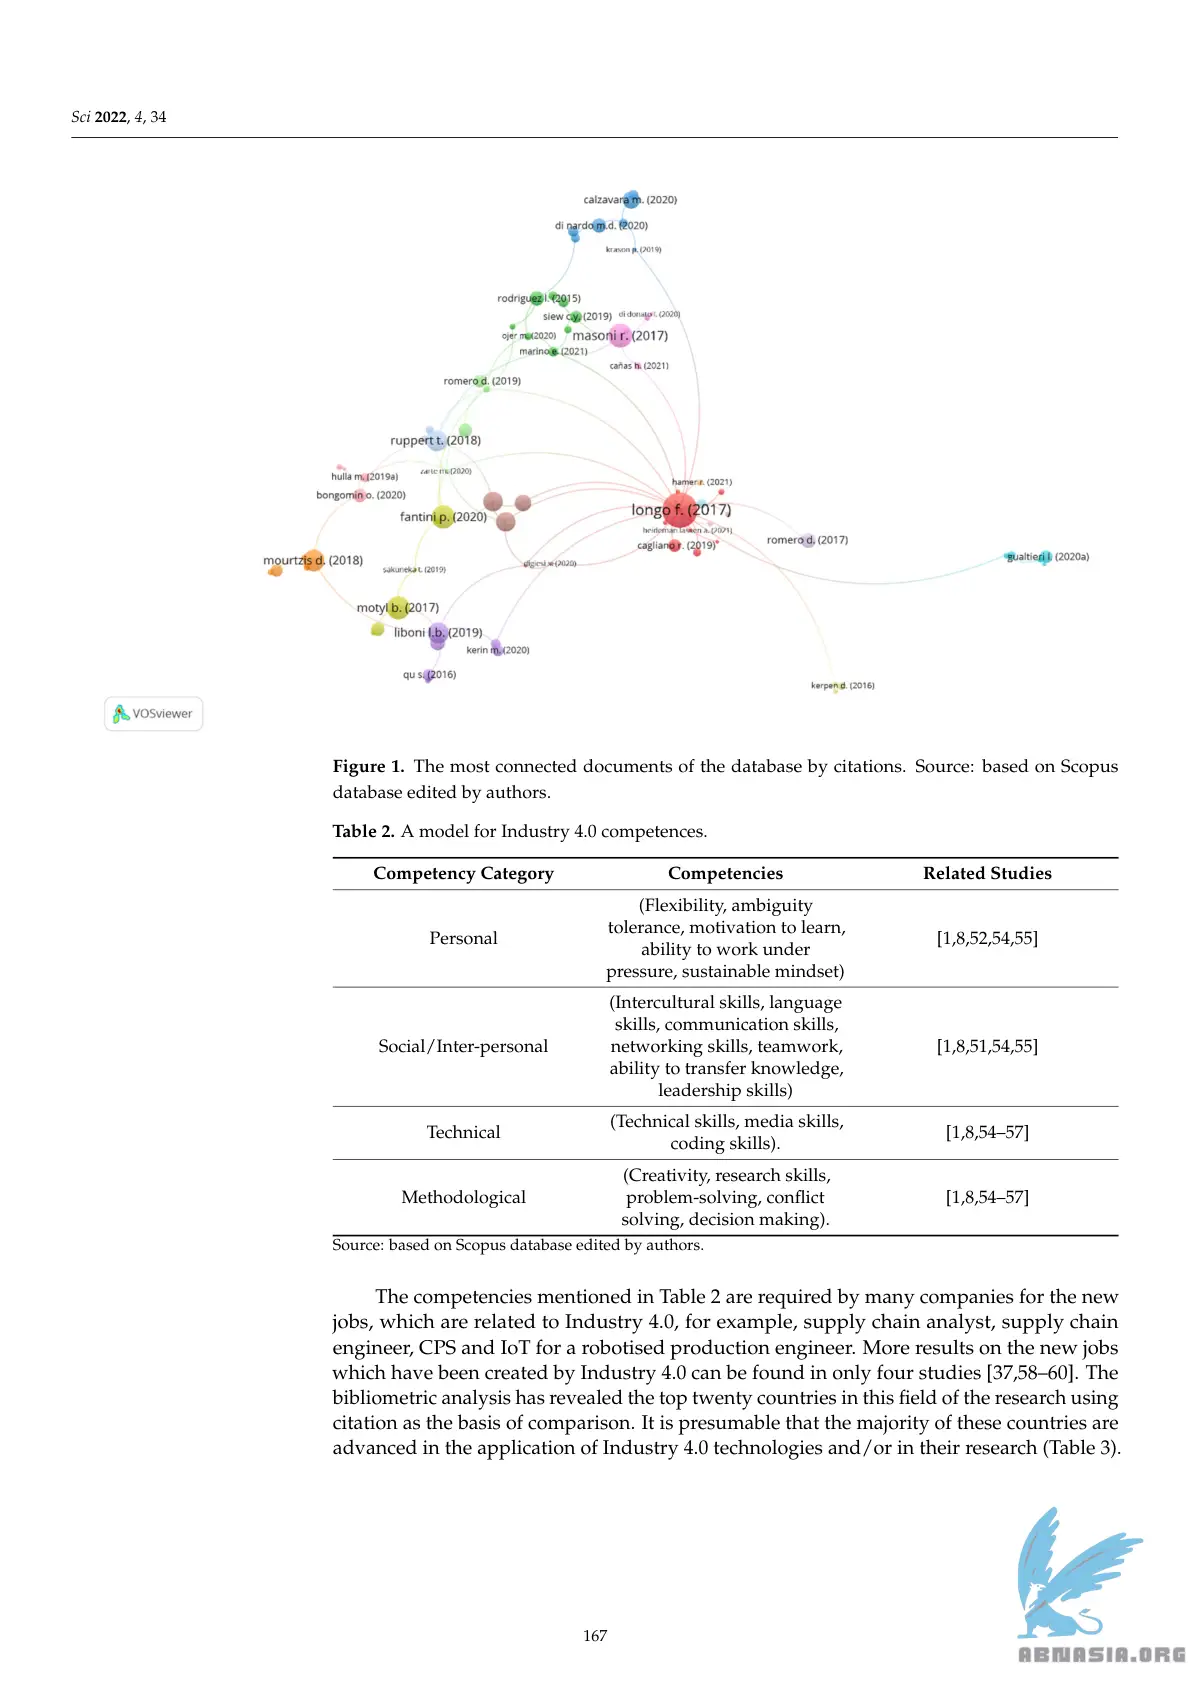 Sci 2022, 4, 34
calzavara m. (2020)
di nardo m.d. (2020)
krason p. (2019)
rodriguez l. (2015)
siew c.y. (2019)
di donato l. (2020)
ojer m. (2020)
masoni r. (2017)
marino e. (2021)
cañas h. (2021)
romero d. (2019)
ruppert t. (2018)
zarte m. (2020)
hulla m. (2019a)
hamer r. (2021)
bongomin o. (2020)
fantini p. (2020)
longo f. (2017)
cagliano r. (2019)
romero d. (2017)
gualtieri l. (2020a)
mourtzis d. (2018)
sakuneka t. (2019)
motyl b. (2017)
liboni l.b. (2019)
kerin m. (2020)
qu s. (2016)
kerpen d. (2016)
VOSviewer
Figure 1. The most connected documents of the database by citations. Source: based on Scopus
database edited by authors.
Table 2. A model for Industry 4.0 competences.
Competency Category Competencies Related Studies
Personal
(Flexibility, ambiguity
tolerance, motivation to learn,
ability to work under
pressure, sustainable mindset)
[1,8,52,54,55]
Social/Inter-personal
(Intercultural skills, language
skills, communication skills,
networking skills, teamwork,
ability to transfer knowledge,
leadership skills)
[1,8,51,54,55]
Technical
(Technical skills, media skills,
coding skills).
[1,8,54–57]
Methodological
(Creativity, research skills,
problem-solving, conflict
solving, decision making).
[1,8,54–57]
Source: based on Scopus database edited by authors.
The competencies mentioned in Table 2 are required by many companies for the new
jobs, which are related to Industry 4.0, for example, supply chain analyst, supply chain
engineer, CPS and IoT for a robotised production engineer. More results on the new jobs
which have been created by Industry 4.0 can be found in only four studies [37,58–60]. The
bibliometric analysis has revealed the top twenty countries in this field of the research using
citation as the basis of comparison. It is presumable that the majority of these countries are
advanced in the application of Industry 4.0 technologies and/or in their research (Table 3).
167
ABNASIA.ORG